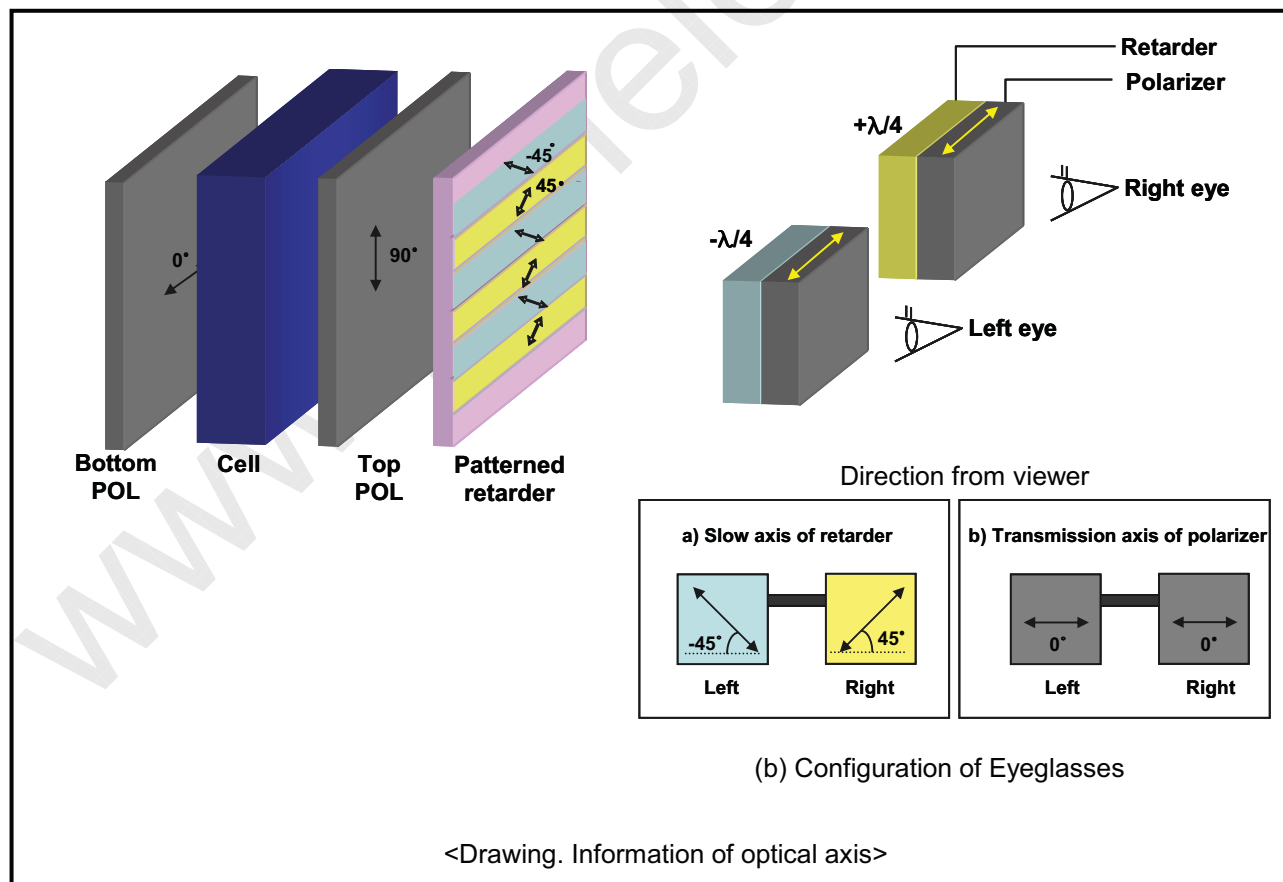 Retarder
Polarizer
+λ/4
Right eye
-λ/4
Left eye
-45°
45°
0°
90°
Bottom
POL
Cell
Top
POL
Patterned
retarder
Direction from viewer
a) Slow axis of retarder
-45°
45°
Left
Right
b) Transmission axis of polarizer
0°
0°
Left
Right
(b) Configuration of Eyeglasses
<Drawing. Information of optical axis>